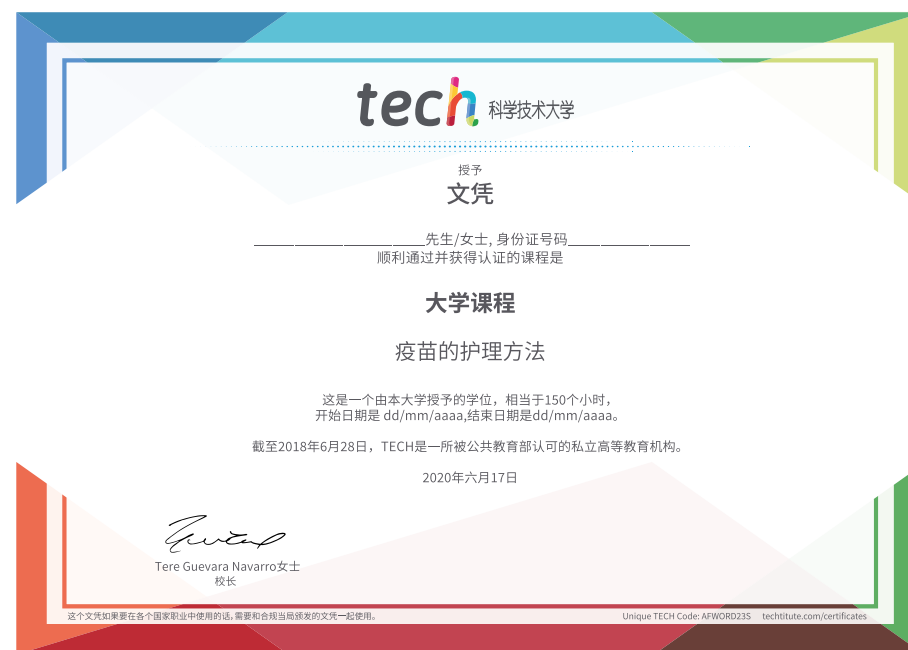 tech 科学技术大学
授予
文凭
先生/女士, 身份证号码
顺利通过并获得认证的课程是
大学课程
疫苗的护理方法
这是一个由本大学授予的学位，相当于150个小时，
开始日期是 dd/mm/aaaa,结束日期是dd/mm/aaaa。
截至2018年6月28日，TECH是一所被公共教育部认可的私立高等教育机构。
2020年六月17日
Tere Guevara Navarro女士
校长
这个文凭如果要在各个国家职业中使用的话,需要和合规当局颁发的文凭一起使用。
Unique TECH Code: AFWORD235 techtitute.com/certificates